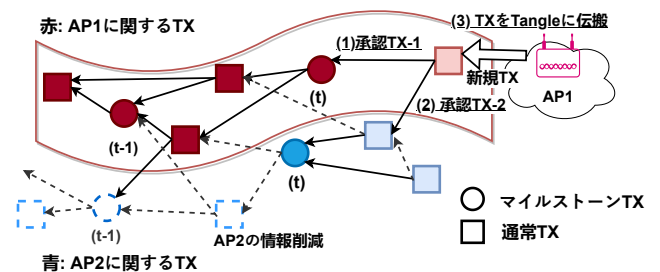 赤: AP1に関するTX
(3) TXをTangleに伝搬
(1)承認TX-1
新規TX
AP1
(t)
(2) 承認TX-2
(t-1)
(t)
マイルストーンTX
(t-1)
AP2の情報削減
通常TX
青: AP2に関するTX